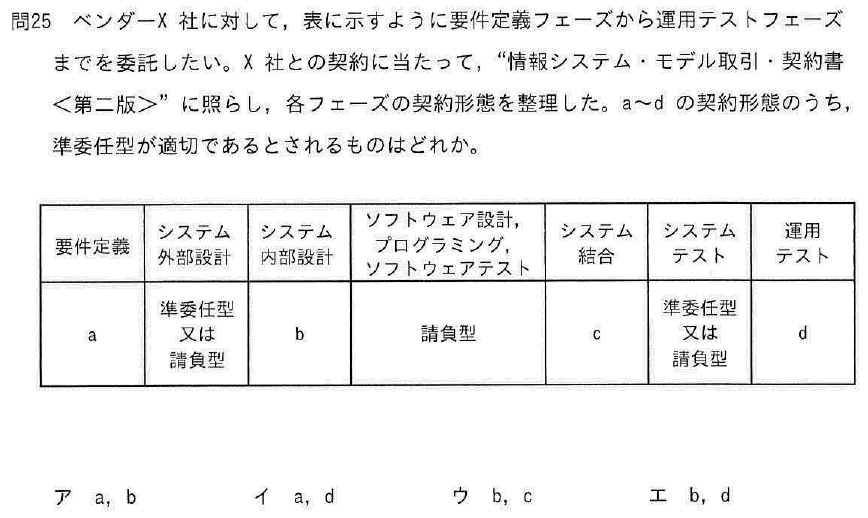 問25 ベンダーX 社に対して，表に示すように要件定義フェーズから運用テストフェーズ
までを委託したい。X 社との契約に当たって，“情報システム・モデル取引・契約書
＜第二版＞”に照らし，各フェーズの契約形態を整理した。a～d の契約形態のうち，
準委任型が適切であるとされるものはどれか。
要件定義
システム
外部設計
システム
内部設計
ソフトウェア設計，
プログラミング，
ソフトウェアテスト
システム
結合
システム
テスト
運用
テスト
a
準委任型
又は
請負型
b
請負型
c
準委任型
又は
請負型
d
ア a，b イ a，d ウ b，c エ b，d